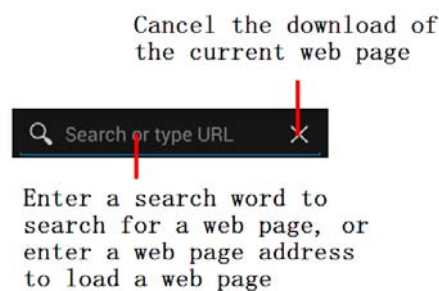 Cancel the download of
the current web page
Search or type URL
Enter a search word to
search for a web page, or
enter a web page address
to load a web page